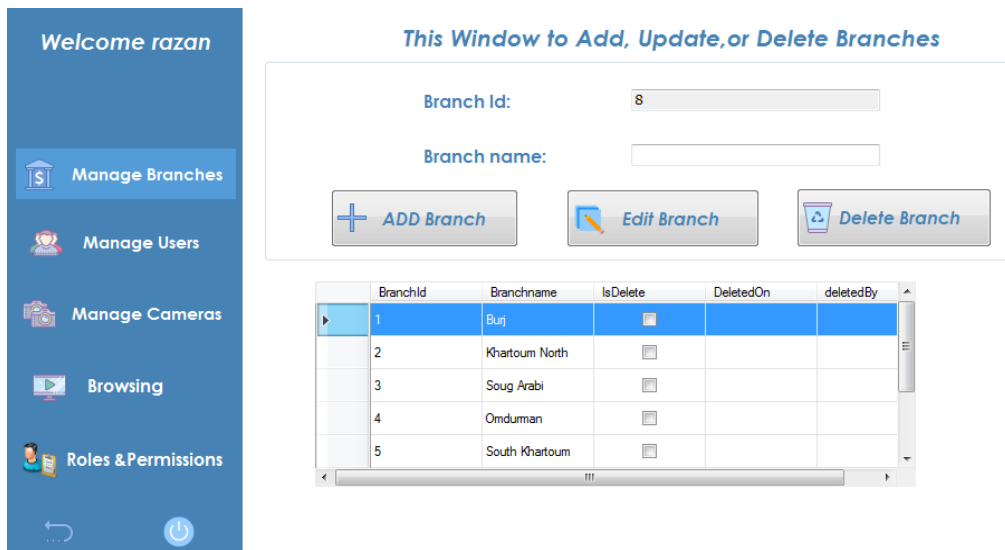 Welcome razan
Manage Branches
Manage Users
Manage Cameras
Browsing
Roles &Permissions
This Window to Add, Update,or Delete Branches
Branch Id:
8
Branch name:
ADD Branch
Edit Branch
Delete Branch
BranchId Branchname IsDelete DeletedOn deletedBy
1 Burj
2 Khartoum North
3 Soug Arabi
4 Omdurman
5 South Khartoum